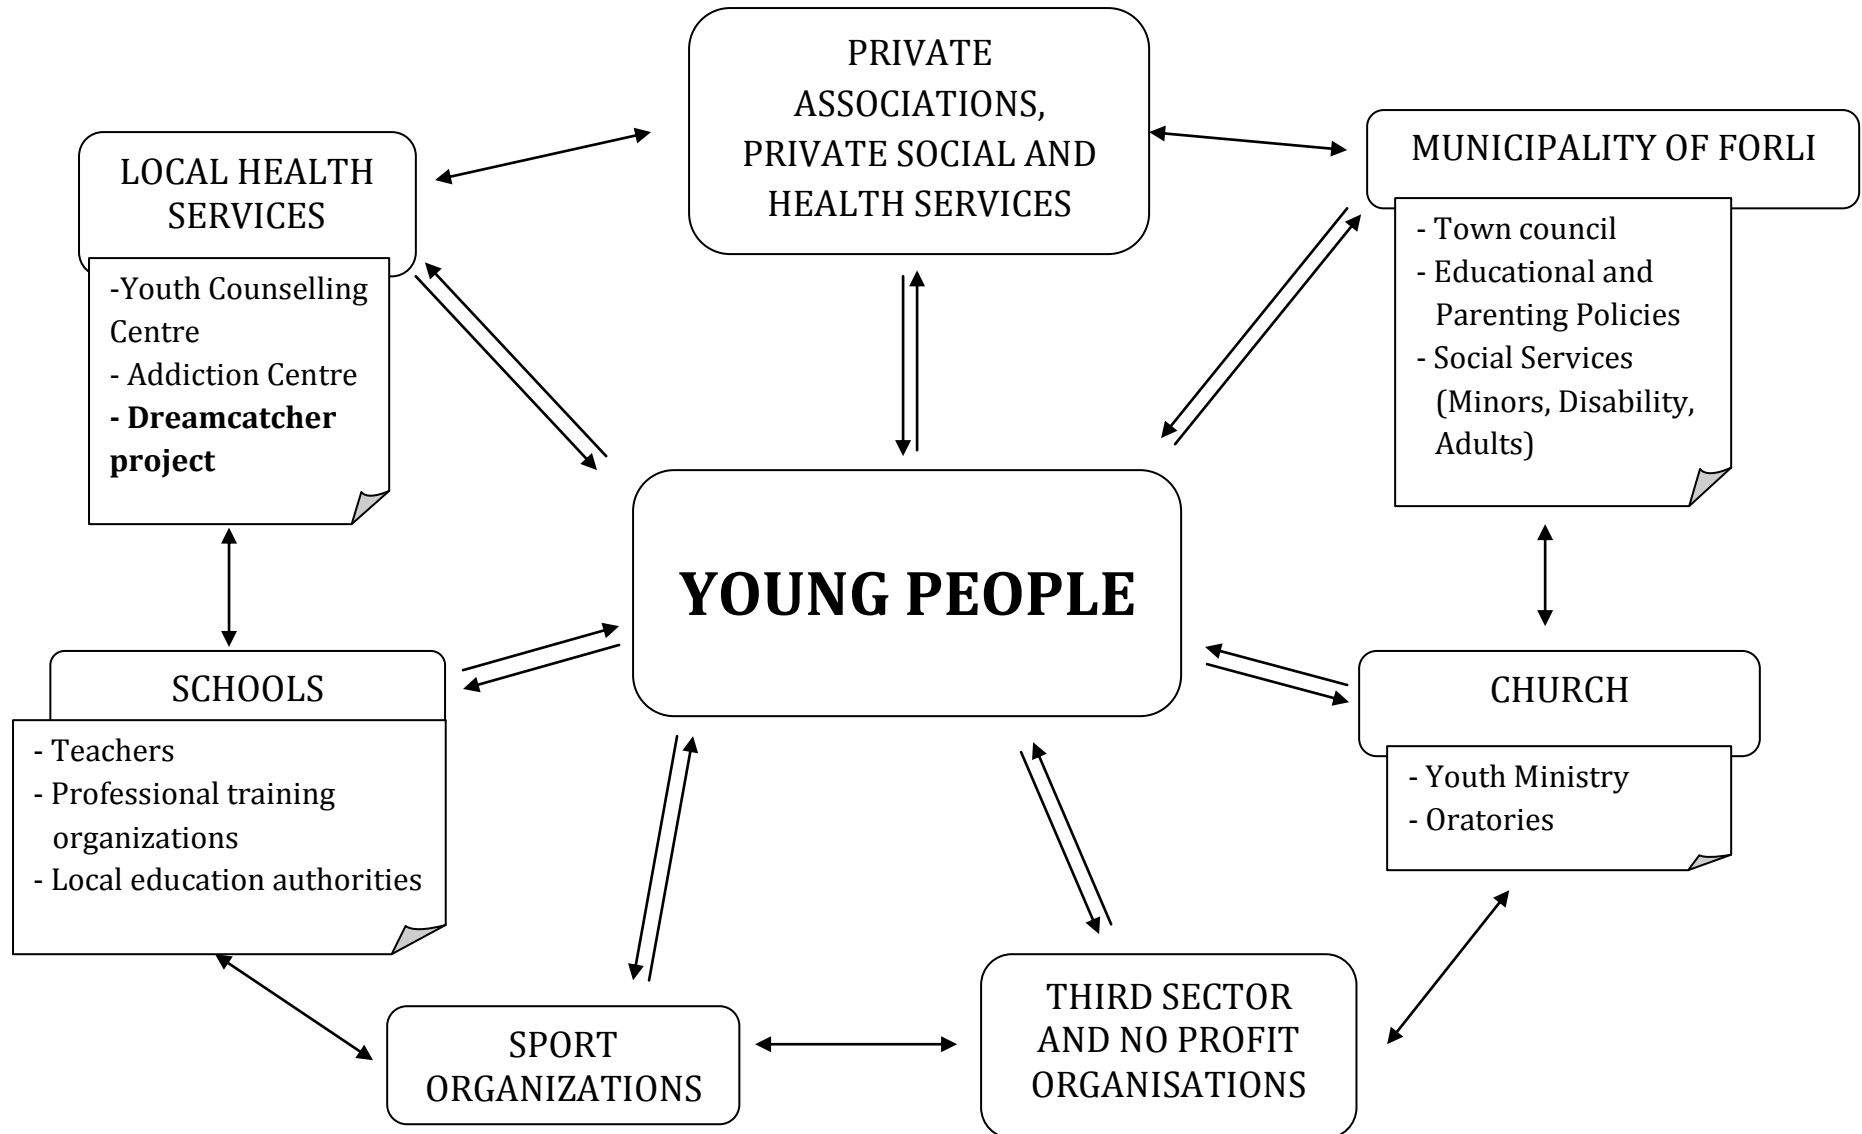 PRIVATE
ASSOCIATIONS,
PRIVATE SOCIAL AND
HEALTH SERVICES
LOCAL HEALTH
SERVICES
-Youth Counselling
Centre
- Addiction Centre
- Dreamcatcher
project
MUNICIPALITY OF FORLI
- Town council
- Educational and
Parenting Policies
- Social Services
(Minors, Disability,
Adults)
YOUNG PEOPLE
SCHOOLS
- Teachers
- Professional training
organizations
- Local education authorities
CHURCH
- Youth Ministry
- Oratories
SPORT
ORGANIZATIONS
THIRD SECTOR
AND NO PROFIT
ORGANISATIONS